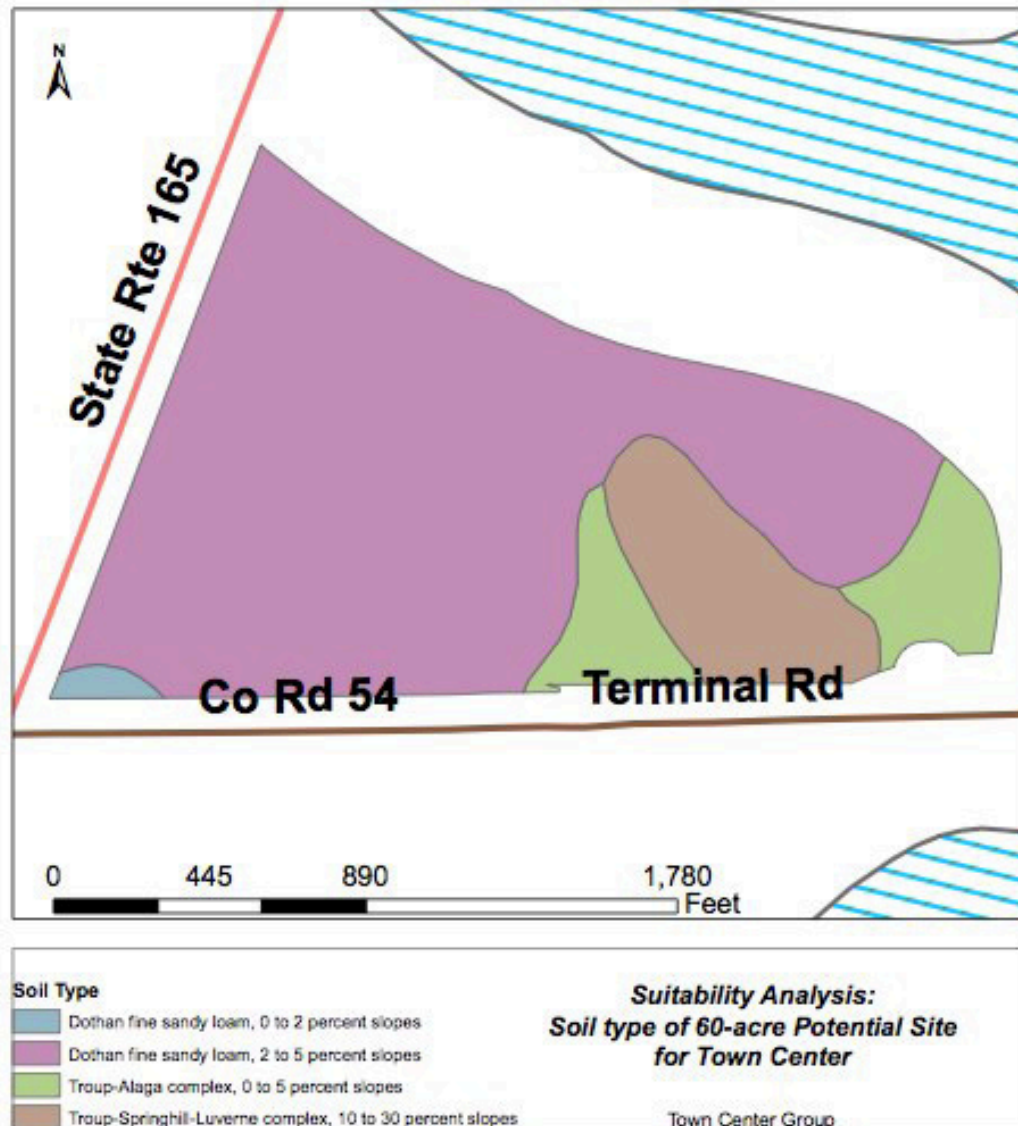 N
State Rte 165
Co Rd 54
Terminal Rd
0 445 890 1,780
Feet
Soil Type
Dothan fine sandy loam, 0 to 2 percent slopes
Dothan fine sandy loam, 2 to 5 percent slopes
Troup-Alaga complex, 0 to 5 percent slopes
Troup-Springhill-Luverne complex, 10 to 30 percent slopes
Suitability Analysis:
Soil type of 60-acre Potential Site
for Town Center
Town Center Group